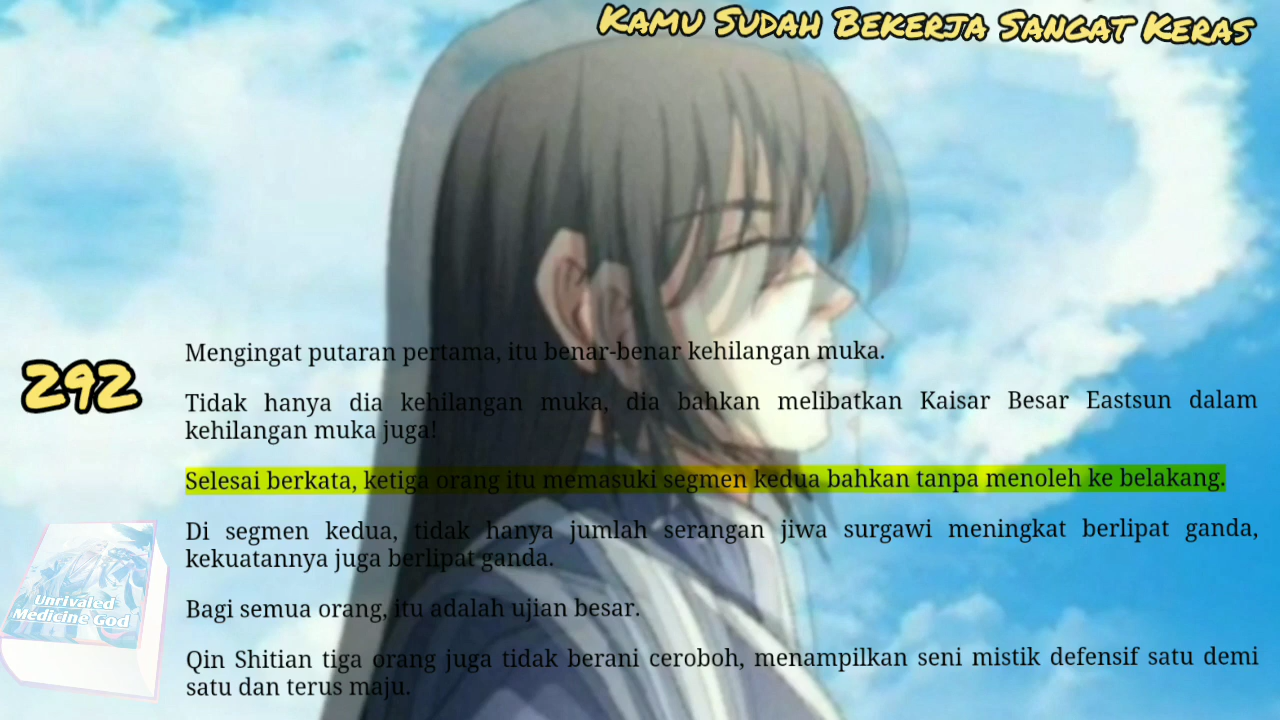 Kamu Sudah Bekerja Sangat Keras
Mengingat putaran pertama, itu benar-benar kehilangan muka.
292
Tidak hanya dia kehilangan muka, dia bahkan melibatkan Kaisar Besar Eastsun dalam
kehilangan muka juga!
Selesai berkata, ketiga orang itu memasuki segmen kedua bahkan tanpa menoleh ke belakang.
Di segmen kedua, tidak hanya jumlah serangan jiwa surgawi meningkat berlipat ganda,
kekuatannya juga berlipat ganda.
Unrivaled
Medicine God
Bagi semua orang, itu adalah ujian besar.
Qin Shitian tiga orang juga tidak berani ceroboh, menampilkan seni mistik defensif satu demi
satu dan terus maju.